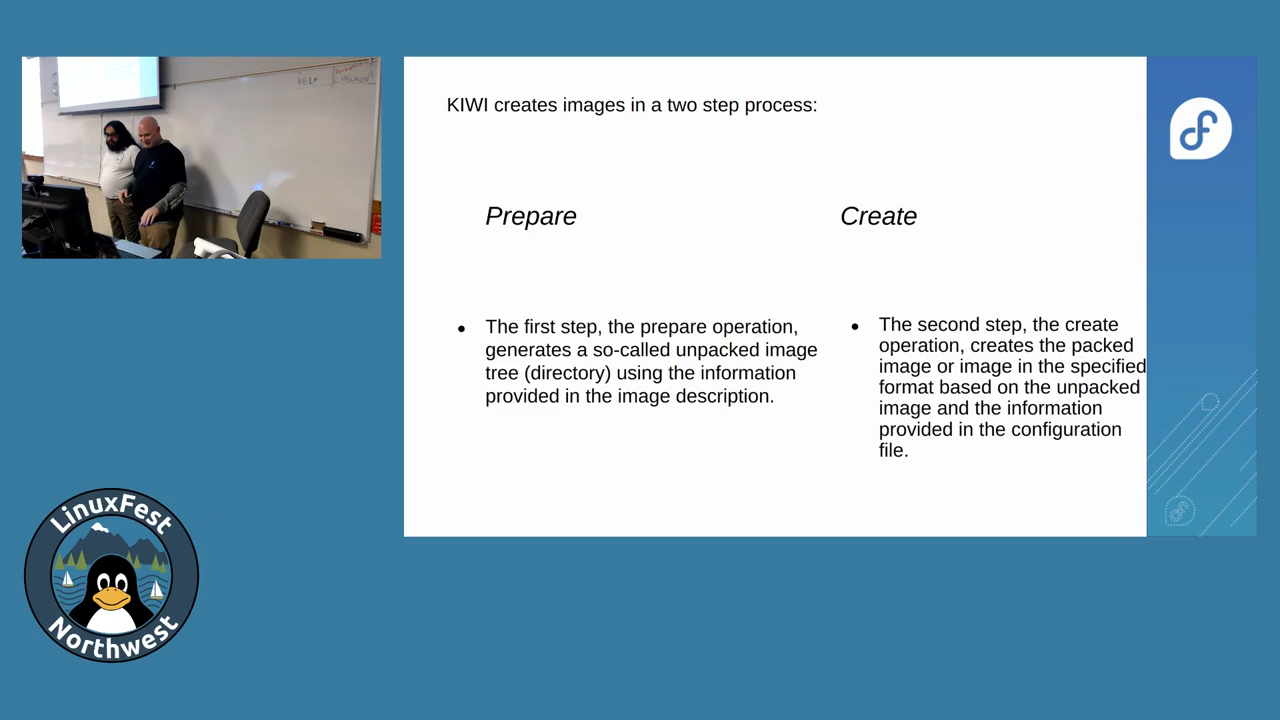 KIWI creates images in a two step process:
Prepare
Create
The first step, the prepare operation,
generates a so-called unpacked image
tree (directory) using the information
provided in the image description.
The second step, the create
operation, creates the packed
image or image in the specified
format based on the unpacked
image and the information
provided in the configuration
file.
LinuxFest
Northwest